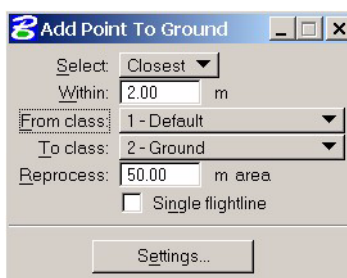 Add Point To Ground
Select: Closest
Within: 2.00 m
From class: 1 - Default
To class: 2 - Ground
Reprocess: 50.00 m area
Single flightline
Settings...